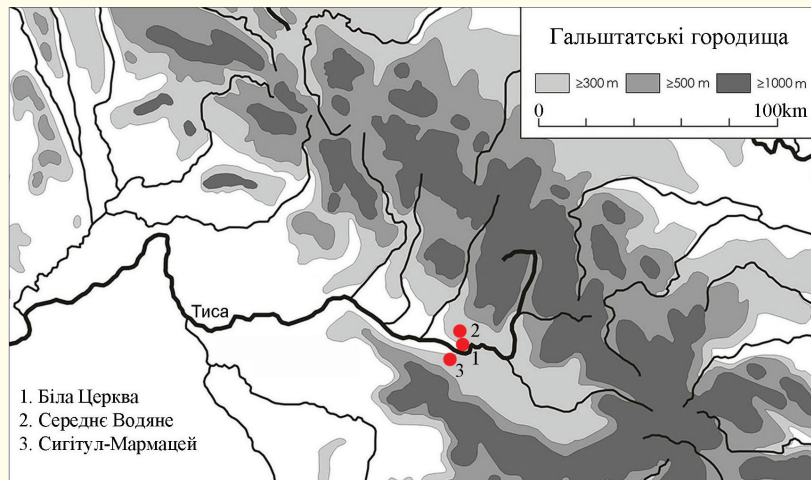 Гальштатські городища
≥300 m ≥500 m ≥1000 m
0 100km
Тиса
2
1
3
1. Біла Церква
2. Середнє Водяне
3. Сигітул-Мармацей